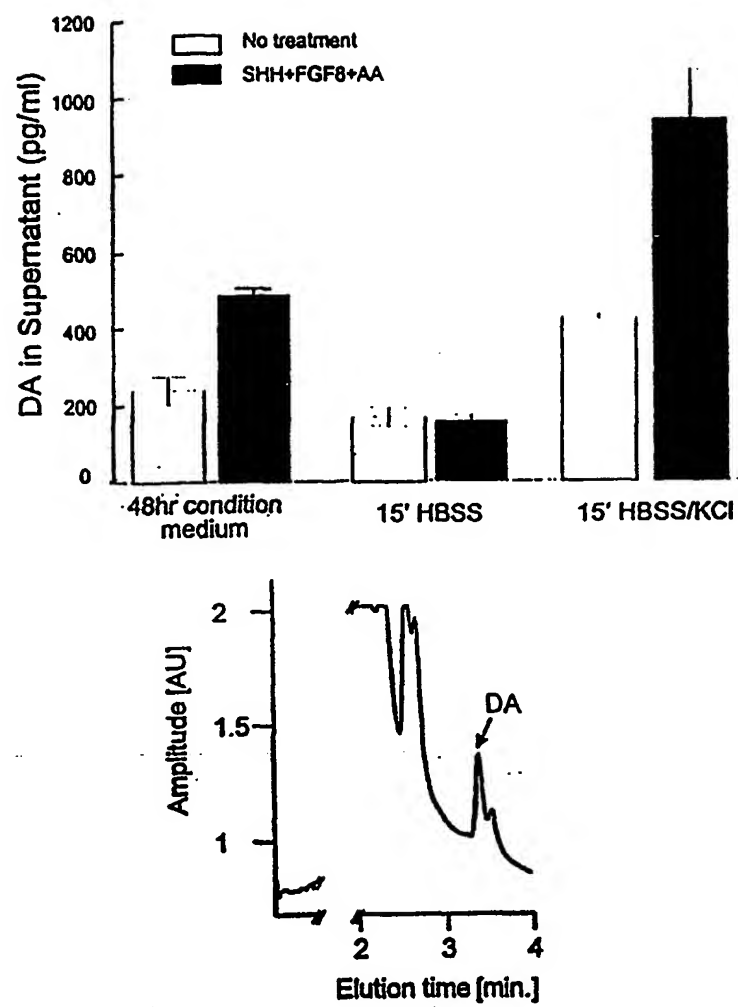 1200
1000
800
600
400
200
0
DA in Supernatant (pg/ml)
No treatment
SHH+FGF8+AA
48hr condition
medium
15' HBSS
15' HBSS/KCl
2
1.5
1
Amplitude [AU]
DA
2 3 4
Elution time [min.]